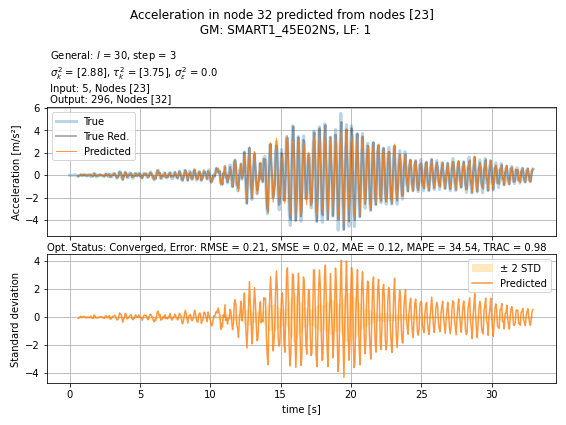 Acceleration in node 32 predicted from nodes [23]
GM: SMART1_45E02NS, LF: 1
General: l = 30, step = 3
σ_k^2 = [2.88], τ_k^2 = [3.75], σ_ε^2 = 0.0
Input: 5, Nodes [23]
Output: 296, Nodes [32]
Acceleration [m/s²]
6
4
2
0
−2
−4
True
True Red.
Predicted
Opt. Status: Converged, Error: RMSE = 0.21, SMSE = 0.02, MAE = 0.12, MAPE = 34.54, TRAC = 0.98
Standard deviation
4
2
0
−2
−4
± 2 STD
Predicted
0 5 10 15 20 25 30
time [s]